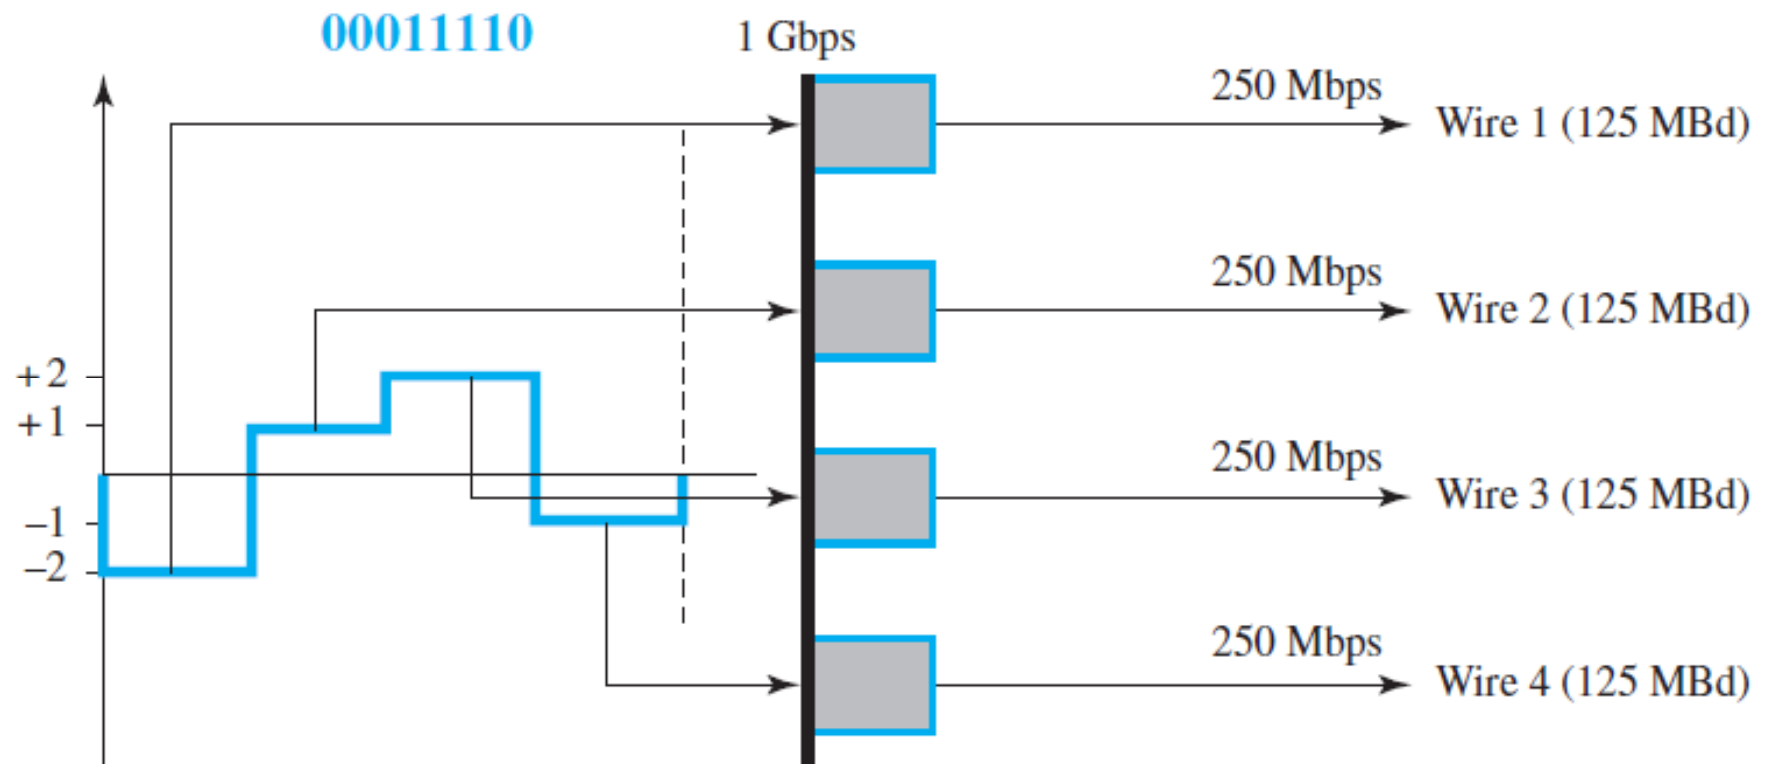 00011110
1 Gbps
250 Mbps
Wire 1 (125 MBd)
250 Mbps
Wire 2 (125 MBd)
+2
+1
250 Mbps
Wire 3 (125 MBd)
−1
−2
250 Mbps
Wire 4 (125 MBd)